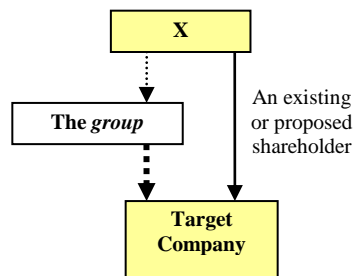 X
The group
An existing
or proposed
shareholder
Target
Company